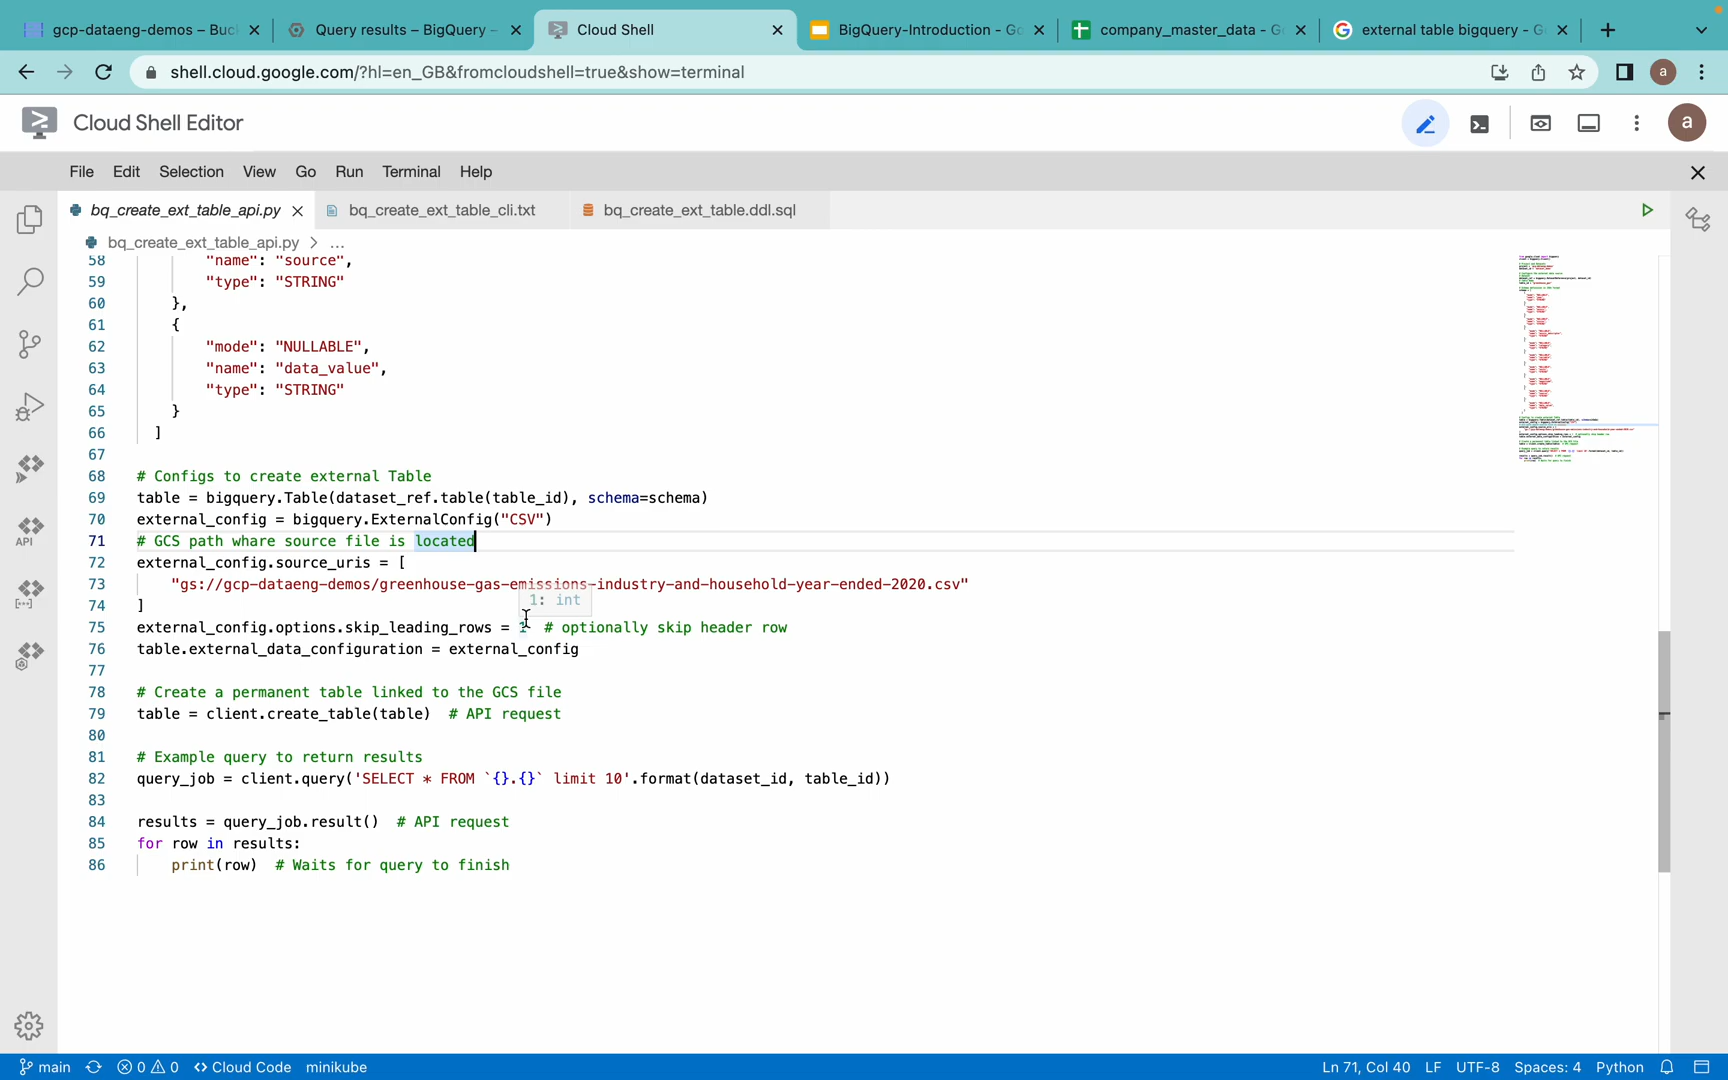 gcp-dataeng-demos – Buc
Query results – BigQuery –
Cloud Shell
BigQuery-Introduction - Go
company_master_data - G
external table bigquery - G
shell.cloud.google.com/?hl=en_GB&fromcloudshell=true&show=terminal
a
Cloud Shell Editor
a
File Edit Selection View Go Run Terminal Help
bq_create_ext_table_api.py
bq_create_ext_table_cli.txt
bq_create_ext_table.ddl.sql
bq_create_ext_table_api.py > ...
58 "name": "source",
59 "type": "STRING"
60 },
61 {
62 "mode": "NULLABLE",
63 "name": "data_value",
64 "type": "STRING"
65 }
66 ]
67
68 # Configs to create external Table
69 table = bigquery.Table(dataset_ref.table(table_id), schema=schema)
70 external_config = bigquery.ExternalConfig("CSV")
71 # GCS path whare source file is located
72 external_config.source_uris = [
73 "gs://gcp-dataeng-demos/greenhouse-gas-emissions-industry-and-household-year-ended-2020.csv"
1: int
74 ]
75 external_config.options.skip_leading_rows = 1 # optionally skip header row
76 table.external_data_configuration = external_config
77
78 # Create a permanent table linked to the GCS file
79 table = client.create_table(table) # API request
80
81 # Example query to return results
82 query_job = client.query('SELECT * FROM `{}.{}` limit 10'.format(dataset_id, table_id))
83
84 results = query_job.result() # API request
85 for row in results:
86 print(row) # Waits for query to finish
API
main 0 0 Cloud Code minikube
Ln 71, Col 40 LF UTF-8 Spaces: 4 Python